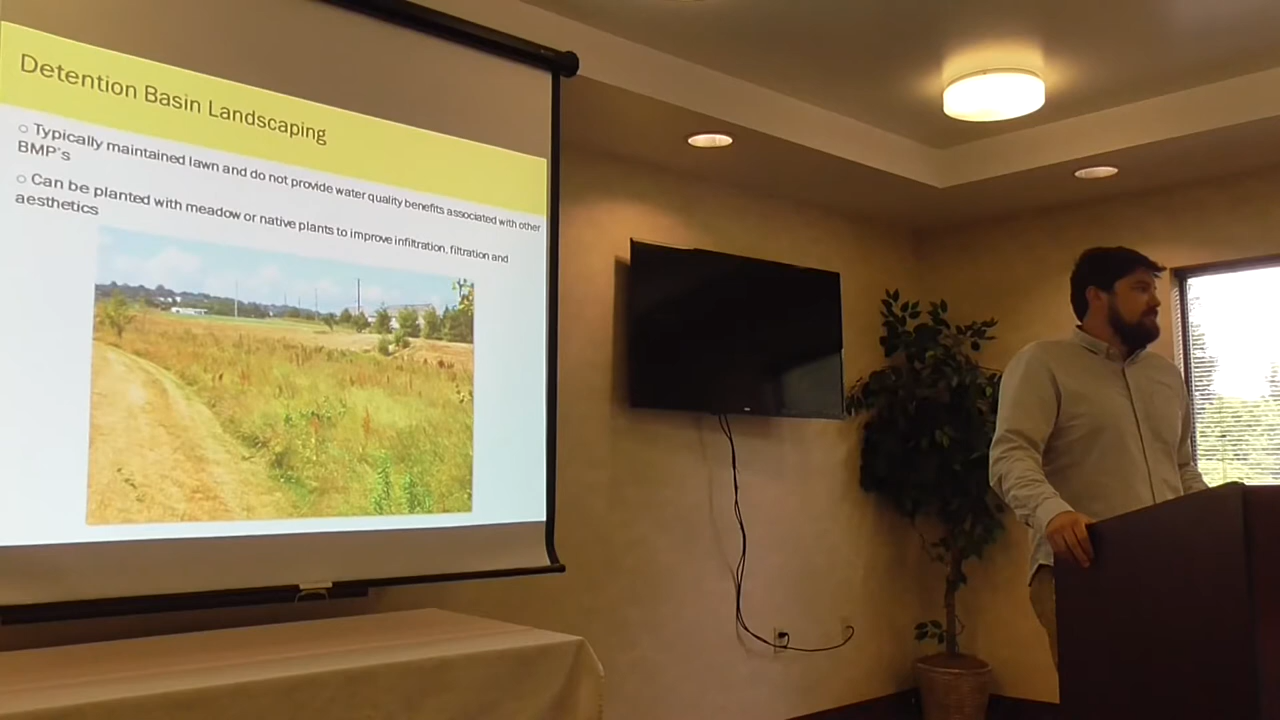 Detention Basin Landscaping
○ Typically maintained lawn and do not provide water quality benefits associated with other
BMP's
○ Can be planted with meadow or native plants to improve infiltration, filtration and
aesthetics